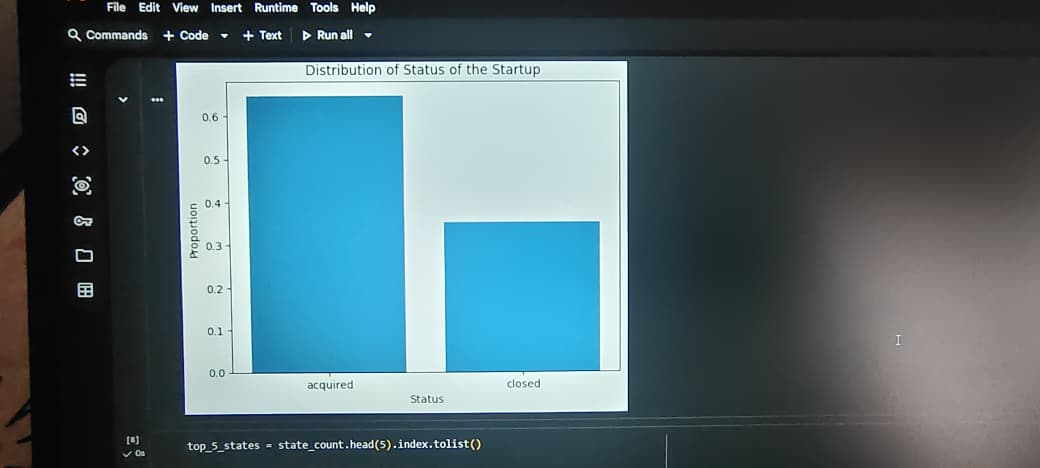 File Edit View Insert Runtime Tools Help
Commands + Code + Text Run all
Distribution of Status of the Startup
0.6
0.5
0.4
0.3
0.2
0.1
0.0
Proportion
acquired closed
Status
[8]
0s
top_5_states = state_count.head(5).index.tolist()